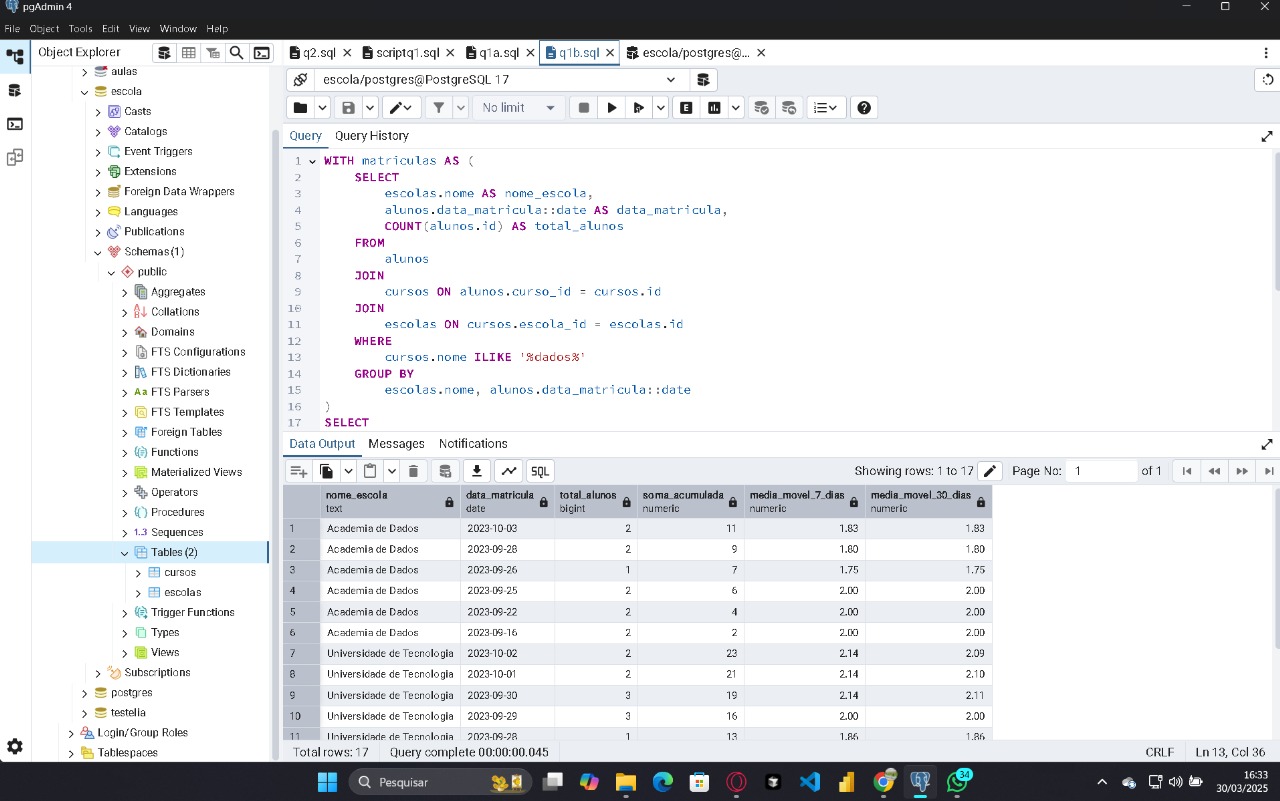 pgAdmin 4
File Object Tools Edit View Window Help
Object Explorer
q2.sql scriptq1.sql q1a.sql q1b.sql escola/postgres@...
aulas
escola
Casts
Catalogs
Event Triggers
Extensions
Foreign Data Wrappers
Languages
Publications
Schemas (1)
public
Aggregates
Collations
Domains
FTS Configurations
FTS Dictionaries
Aa FTS Parsers
FTS Templates
Foreign Tables
Functions
Materialized Views
Operators
Procedures
1.3 Sequences
Tables (2)
cursos
escolas
Trigger Functions
Types
Views
Subscriptions
postgres
testelia
Login/Group Roles
Tablespaces
escola/postgres@PostgreSQL 17
No limit
Query Query History
1 WITH matriculas AS (
2 SELECT
3 escolas.nome AS nome_escola,
4 alunos.data_matricula::date AS data_matricula,
5 COUNT(alunos.id) AS total_alunos
6 FROM
7 alunos
8 JOIN
9 cursos ON alunos.curso_id = cursos.id
10 JOIN
11 escolas ON cursos.escola_id = escolas.id
12 WHERE
13 cursos.nome ILIKE '%dados%'
14 GROUP BY
15 escolas.nome, alunos.data_matricula::date
16 )
17 SELECT
Data Output Messages Notifications
SQL Showing rows: 1 to 17 Page No: 1 of 1
nome_escola data_matricula total_alunos soma_acumulada media_movel_7_dias media_movel_30_dias
text date bigint numeric numeric numeric
1 Academia de Dados 2023-10-03 2 11 1.83 1.83
2 Academia de Dados 2023-09-28 2 9 1.80 1.80
3 Academia de Dados 2023-09-26 1 7 1.75 1.75
4 Academia de Dados 2023-09-25 2 6 2.00 2.00
5 Academia de Dados 2023-09-22 2 4 2.00 2.00
6 Academia de Dados 2023-09-16 2 2 2.00 2.00
7 Universidade de Tecnologia 2023-10-02 2 23 2.14 2.09
8 Universidade de Tecnologia 2023-10-01 2 21 2.14 2.10
9 Universidade de Tecnologia 2023-09-30 3 19 2.14 2.11
10 Universidade de Tecnologia 2023-09-29 3 16 2.00 2.00
11 Universidade de Tecnologia 2023-09-28 1 13 1.86 1.86
Total rows: 17 Query complete 00:00:00.045 CRLF Ln 13, Col 36
Pesquisar
34
16:33
30/03/2025